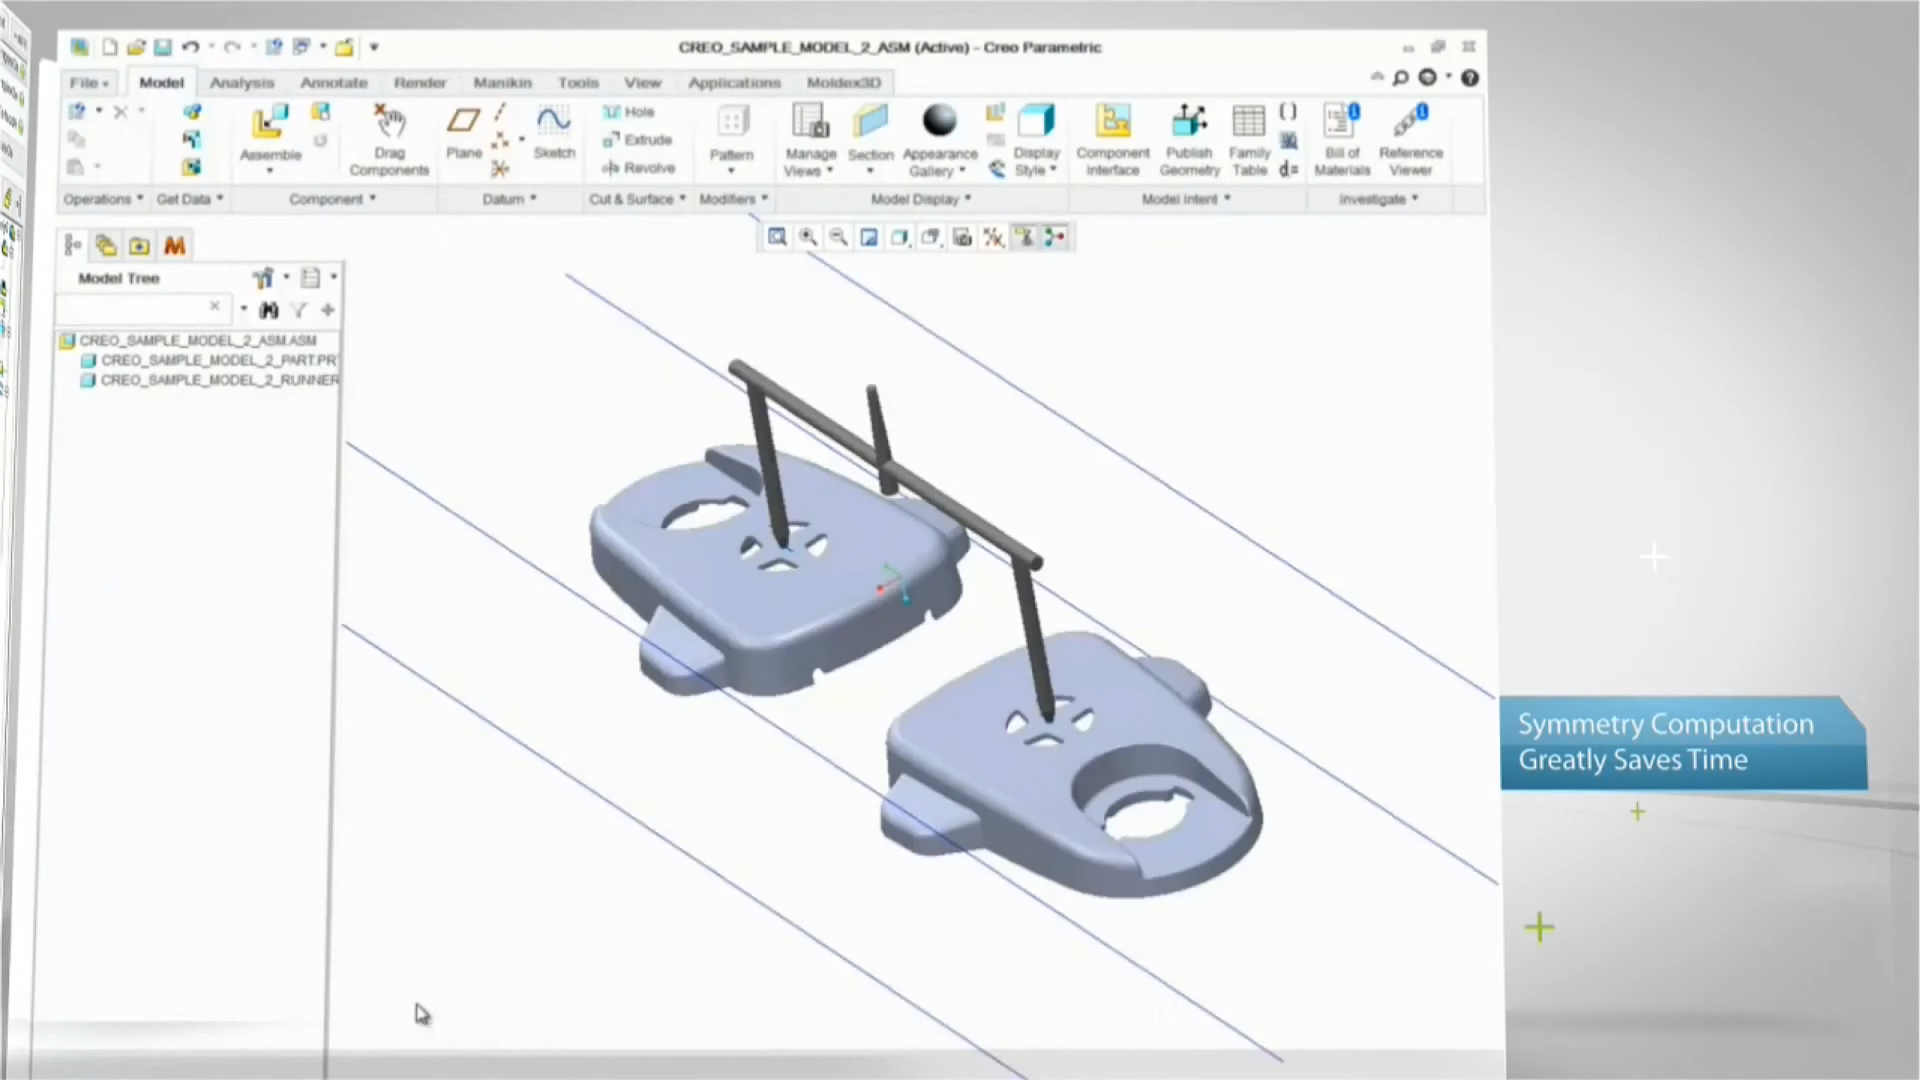 CREO_SAMPLE_MODEL_2_ASM (Active) - Creo Parametric
File Model Analysis Annotate Render Manikin Tools View Applications Moldex3D
Assemble
Drag Components
Plane
Sketch
Hole
Extrude
Revolve
Pattern
Manage Views
Section
Appearance Gallery
Display Style
Component Interface
Publish Geometry
Family Table
d=
Bill of Materials
Reference Viewer
Operations Get Data Component Datum Cut & Surface Modifiers Model Display Model Intent Investigate
Model Tree
CREO_SAMPLE_MODEL_2_ASM.ASM
CREO_SAMPLE_MODEL_2_PART.PR
CREO_SAMPLE_MODEL_2_RUNNER
Symmetry Computation
Greatly Saves Time